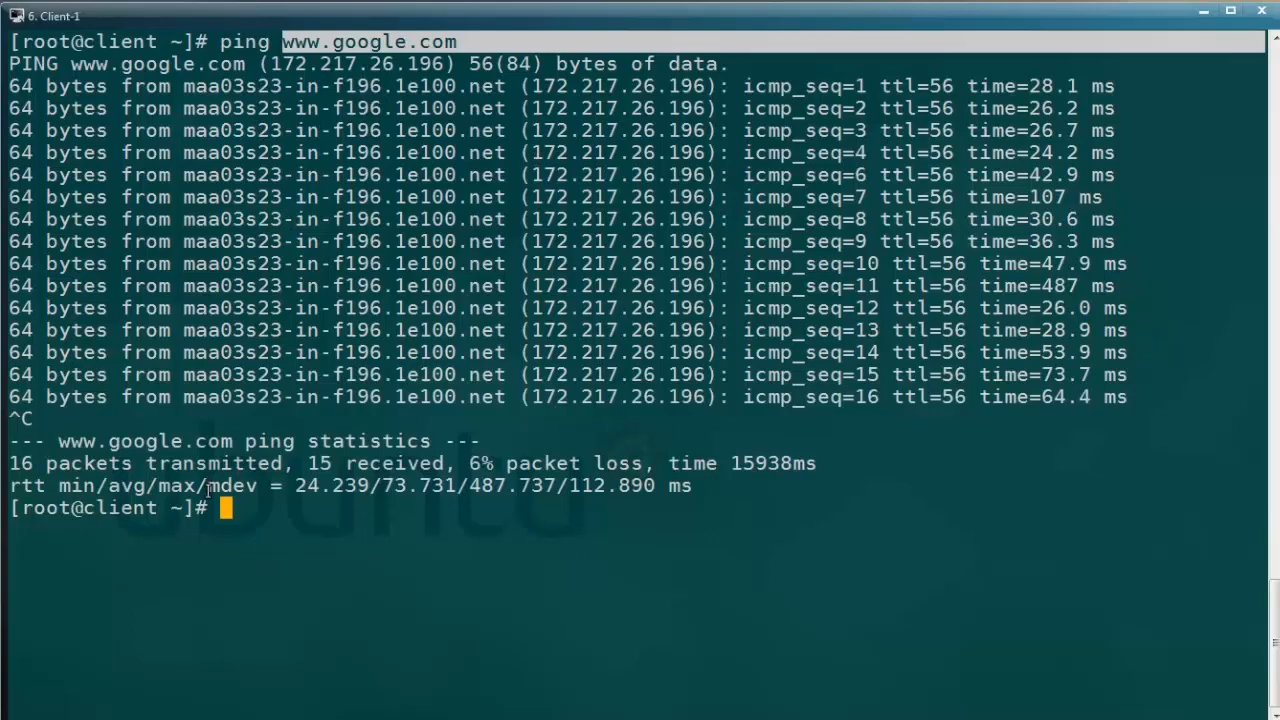 6. Client-1
[root@client ~]# ping www.google.com
PING www.google.com (172.217.26.196) 56(84) bytes of data.
64 bytes from maa03s23-in-f196.1e100.net (172.217.26.196): icmp_seq=1 ttl=56 time=28.1 ms
64 bytes from maa03s23-in-f196.1e100.net (172.217.26.196): icmp_seq=2 ttl=56 time=26.2 ms
64 bytes from maa03s23-in-f196.1e100.net (172.217.26.196): icmp_seq=3 ttl=56 time=26.7 ms
64 bytes from maa03s23-in-f196.1e100.net (172.217.26.196): icmp_seq=4 ttl=56 time=24.2 ms
64 bytes from maa03s23-in-f196.1e100.net (172.217.26.196): icmp_seq=6 ttl=56 time=42.9 ms
64 bytes from maa03s23-in-f196.1e100.net (172.217.26.196): icmp_seq=7 ttl=56 time=107 ms
64 bytes from maa03s23-in-f196.1e100.net (172.217.26.196): icmp_seq=8 ttl=56 time=30.6 ms
64 bytes from maa03s23-in-f196.1e100.net (172.217.26.196): icmp_seq=9 ttl=56 time=36.3 ms
64 bytes from maa03s23-in-f196.1e100.net (172.217.26.196): icmp_seq=10 ttl=56 time=47.9 ms
64 bytes from maa03s23-in-f196.1e100.net (172.217.26.196): icmp_seq=11 ttl=56 time=487 ms
64 bytes from maa03s23-in-f196.1e100.net (172.217.26.196): icmp_seq=12 ttl=56 time=26.0 ms
64 bytes from maa03s23-in-f196.1e100.net (172.217.26.196): icmp_seq=13 ttl=56 time=28.9 ms
64 bytes from maa03s23-in-f196.1e100.net (172.217.26.196): icmp_seq=14 ttl=56 time=53.9 ms
64 bytes from maa03s23-in-f196.1e100.net (172.217.26.196): icmp_seq=15 ttl=56 time=73.7 ms
64 bytes from maa03s23-in-f196.1e100.net (172.217.26.196): icmp_seq=16 ttl=56 time=64.4 ms
^C
--- www.google.com ping statistics ---
16 packets transmitted, 15 received, 6% packet loss, time 15938ms
rtt min/avg/max/mdev = 24.239/73.731/487.737/112.890 ms
[root@client ~]#
ubuntu